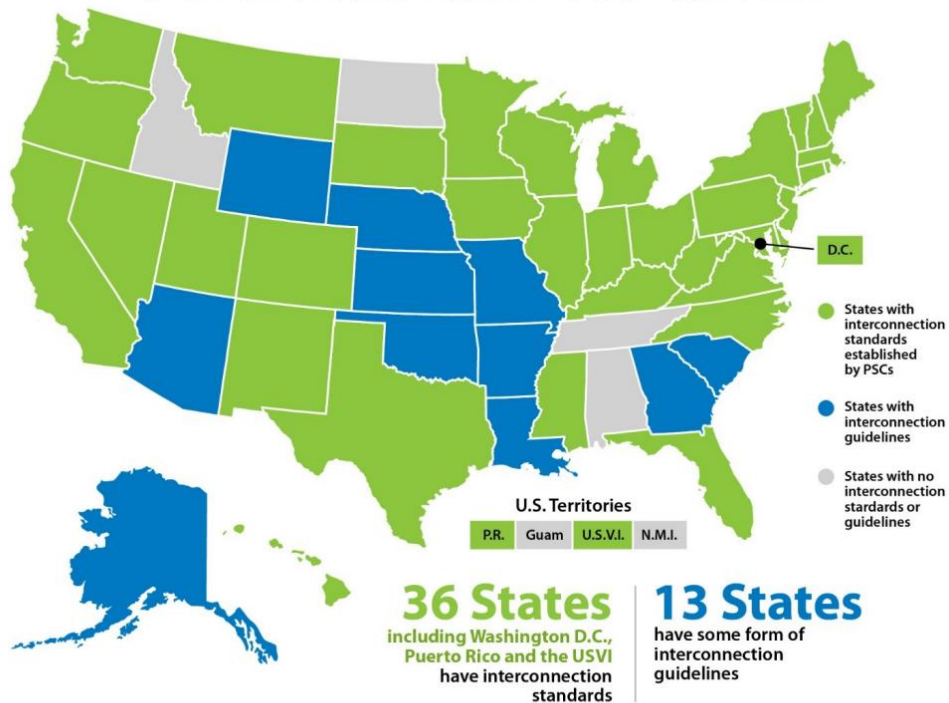 D.C.
States with
interconnection
standards
established
by PSCs
States with
interconnection
guidelines
States with no
interconnection
stardards or
guidelines
U.S. Territories
P.R. Guam U.S.V.I. N.M.I.
36 States
including Washington D.C.,
Puerto Rico and the USVI
have interconnection
standards
13 States
have some form of
interconnection
guidelines